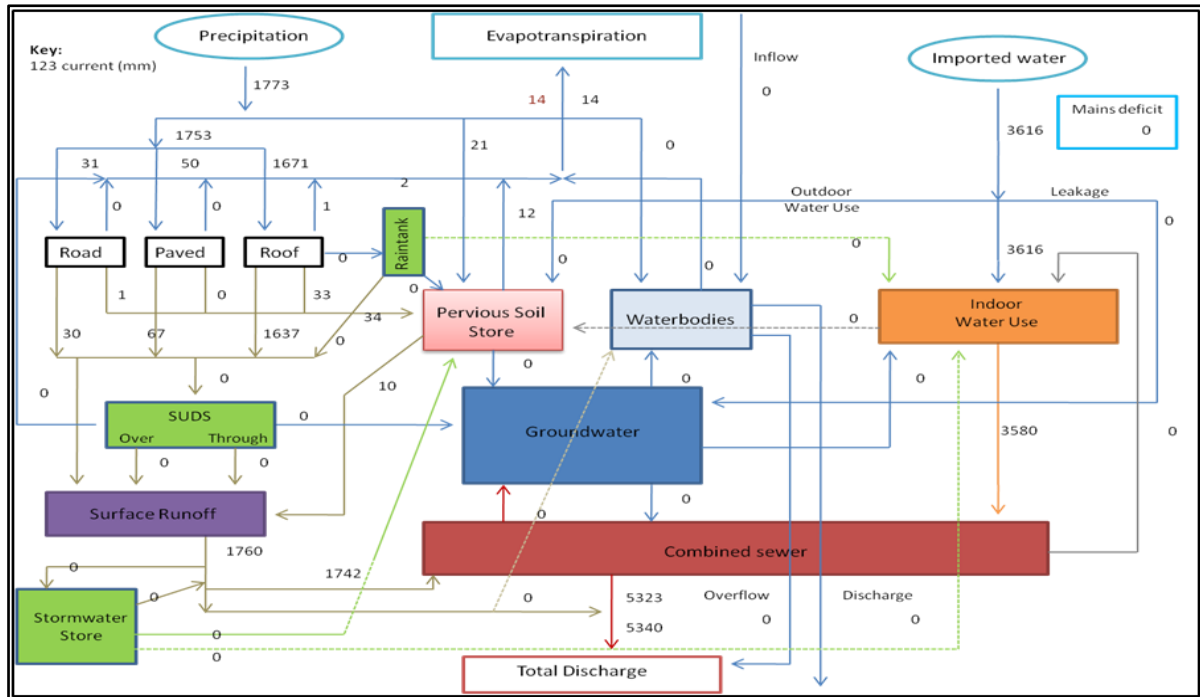 Precipitation
Evapotranspiration
Key:
123 current (mm)
Inflow
Imported water
1773
14
14
0
Mains deficit
0
3616
1753
21
0
31
50
1671
2
Outdoor
Water Use
Leakage
0
0
1
12
0
Raintank
0
Road
Paved
Roof
0
0
0
3616
1
0
33
0
Pervious Soil
Store
Waterbodies
Indoor
Water Use
34
0
30
67
1637
0
0
10
0
0
0
0
SUDS
0
Over
Through
Groundwater
3580
0
0
0
0
Surface Runoff
0
1760
Combined sewer
0
1742
0
0
5323
Overflow
Discharge
Stormwater
Store
0
5340
0
0
0
Total Discharge